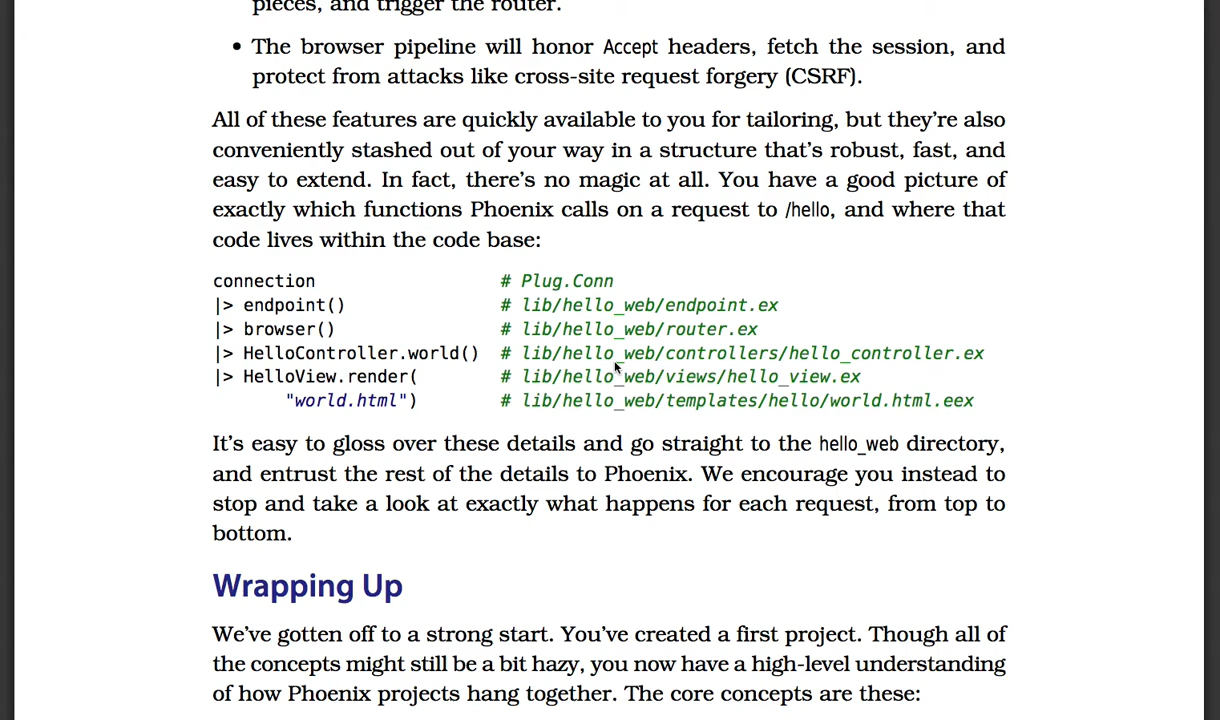 pieces, and trigger the router.
• The browser pipeline will honor Accept headers, fetch the session, and
protect from attacks like cross-site request forgery (CSRF).
All of these features are quickly available to you for tailoring, but they’re also
conveniently stashed out of your way in a structure that’s robust, fast, and
easy to extend. In fact, there’s no magic at all. You have a good picture of
exactly which functions Phoenix calls on a request to /hello, and where that
code lives within the code base:
connection # Plug.Conn
|> endpoint() # lib/hello_web/endpoint.ex
|> browser() # lib/hello_web/router.ex
|> HelloController.world() # lib/hello_web/controllers/hello_controller.ex
|> HelloView.render( # lib/hello_web/views/hello_view.ex
"world.html") # lib/hello_web/templates/hello/world.html.eex
It’s easy to gloss over these details and go straight to the hello_web directory,
and entrust the rest of the details to Phoenix. We encourage you instead to
stop and take a look at exactly what happens for each request, from top to
bottom.
Wrapping Up
We’ve gotten off to a strong start. You’ve created a first project. Though all of
the concepts might still be a bit hazy, you now have a high-level understanding
of how Phoenix projects hang together. The core concepts are these: